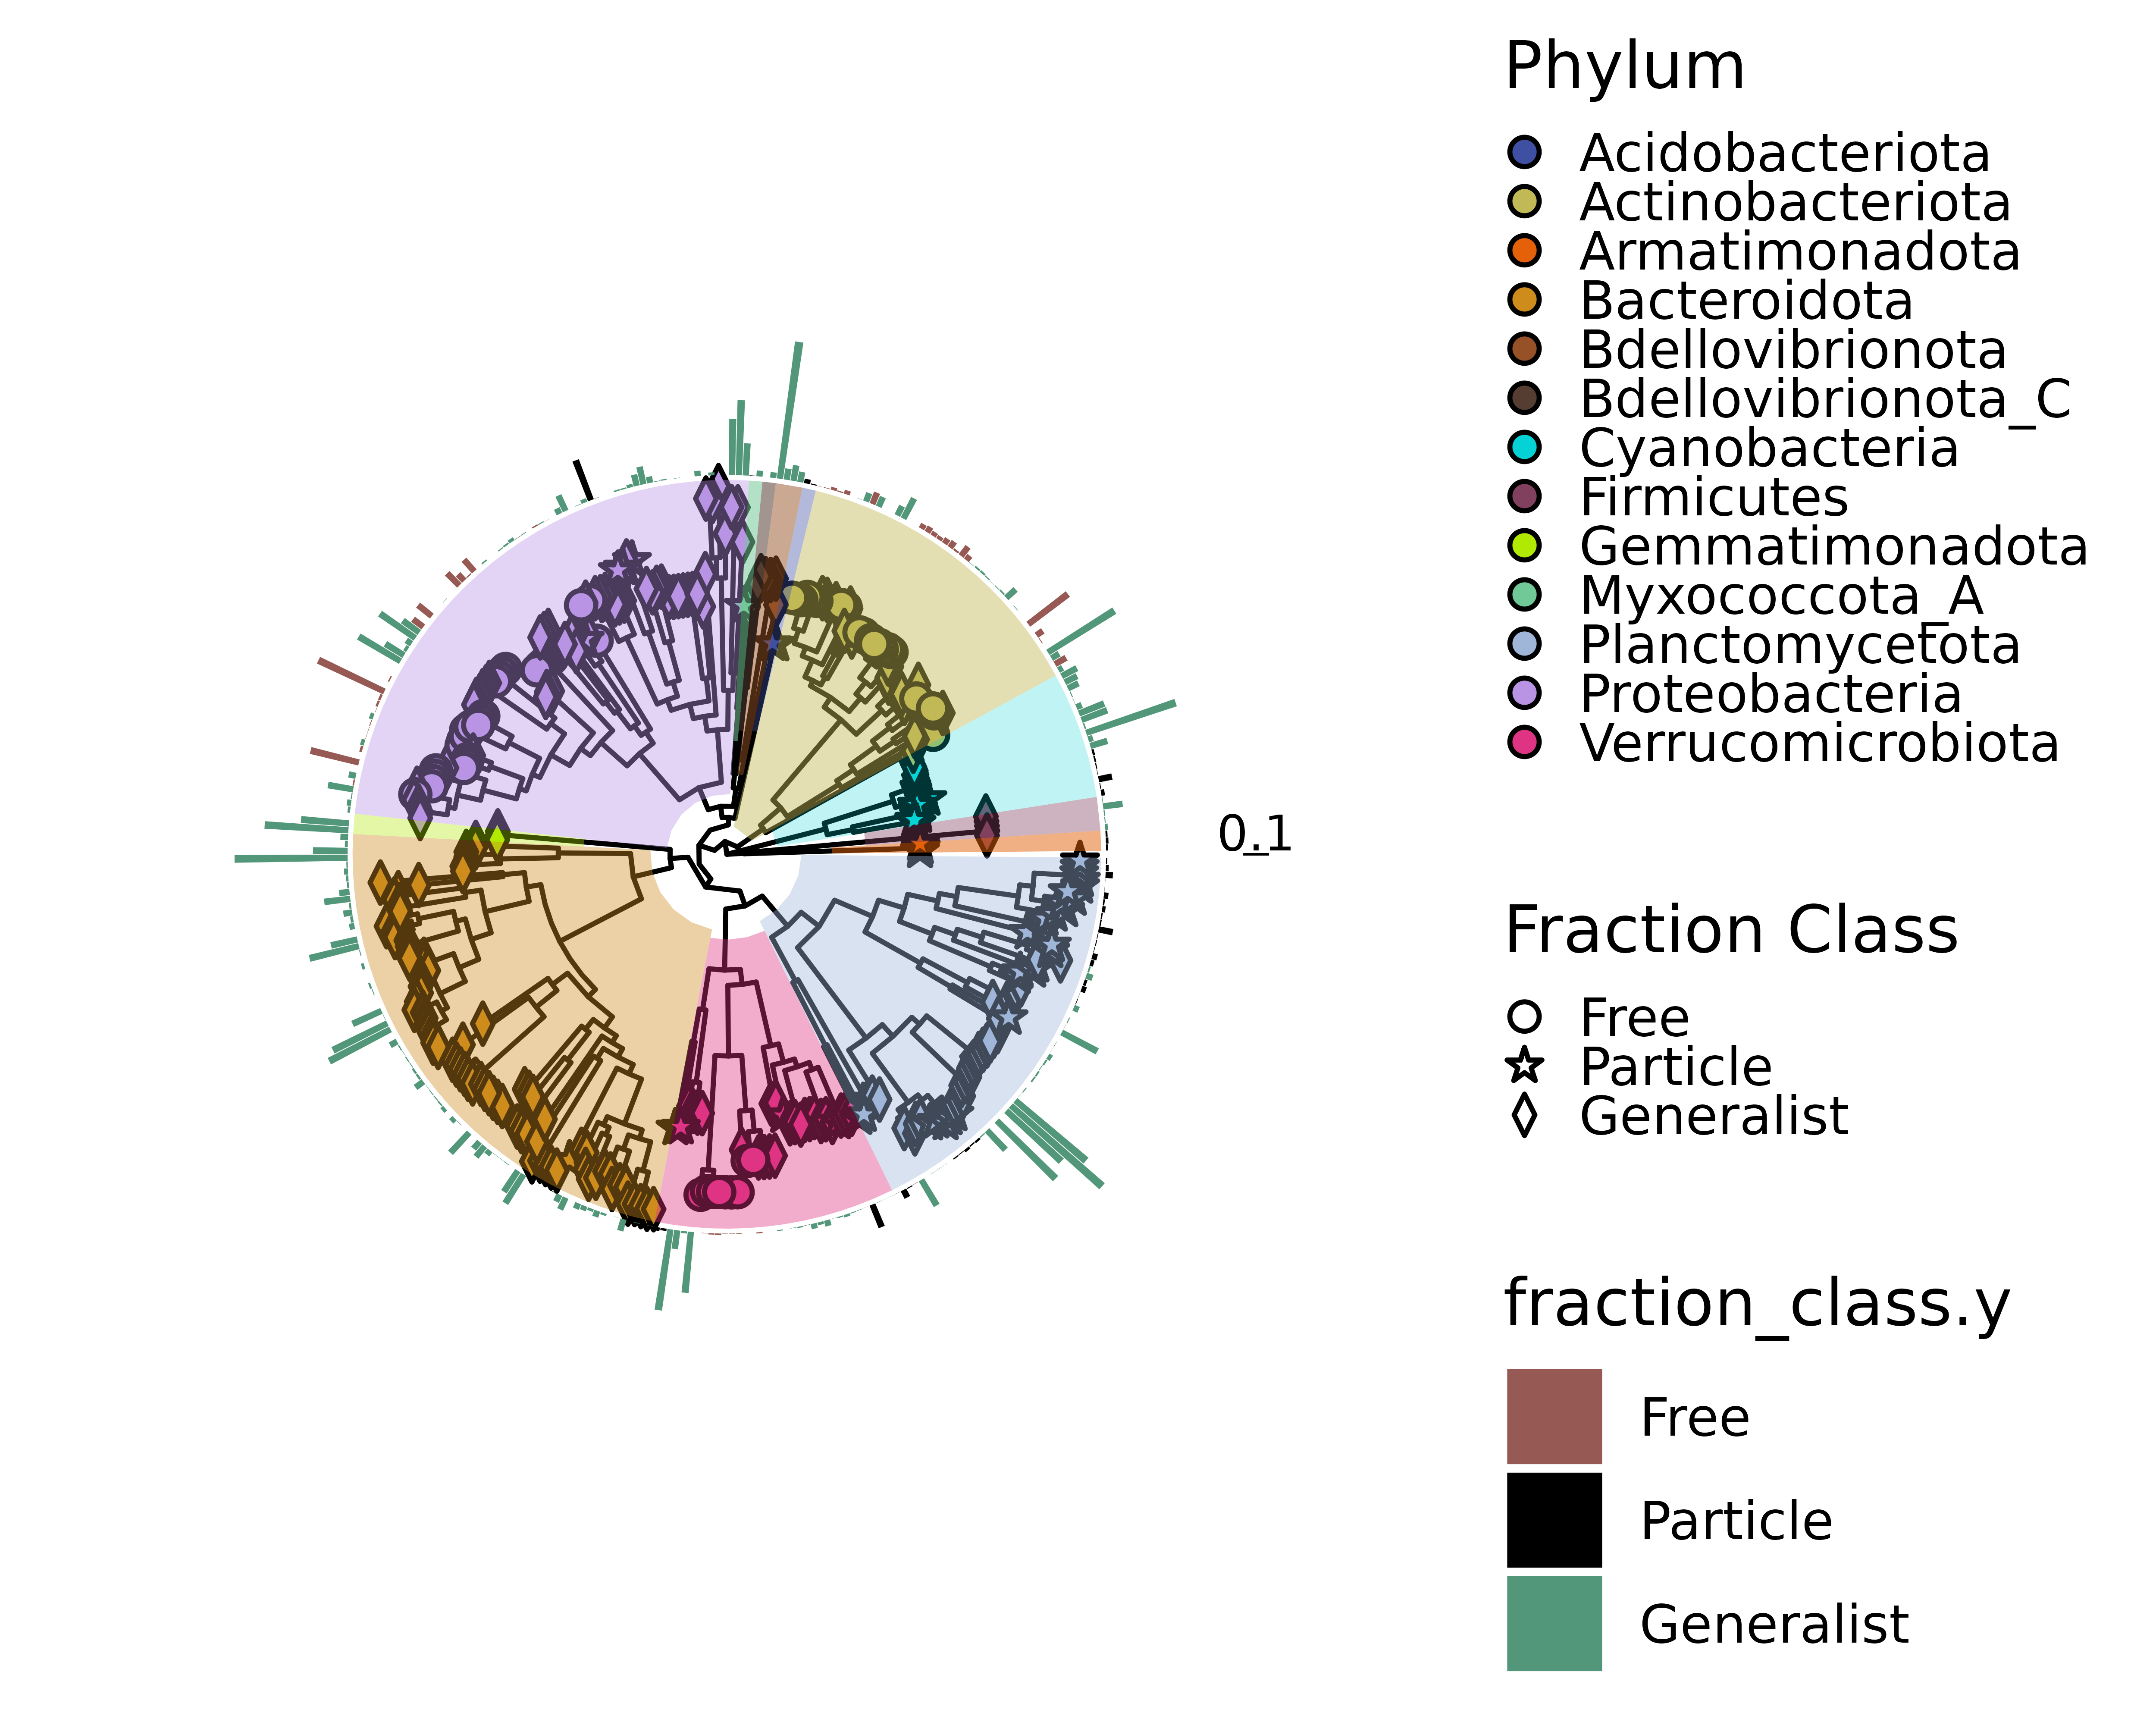 Phylum
Acidobacteriota
Actinobacteriota
Armatimonadota
Bacteroidota
Bdellovibrionota
Bdellovibrionota_C
Cyanobacteria
Firmicutes
Gemmatimonadota
Myxococcota_A
Planctomycetota
Proteobacteria
Verrucomicrobiota
0.1
Fraction Class
Free
Particle
Generalist
fraction_class.y
Free
Particle
Generalist